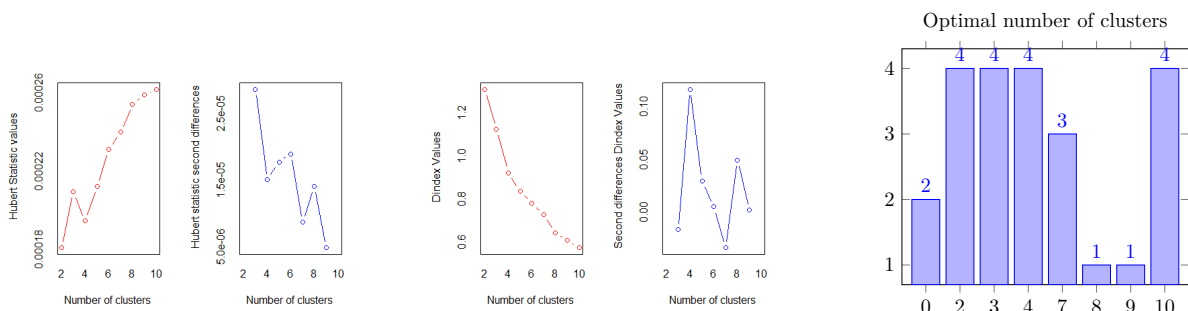 Hubert Statistic values
0.00018 0.00022 0.00026
2 4 6 8 10
Number of clusters
Hubert statistic second differences
5.0e-06 1.5e-05 2.5e-05
2 4 6 8 10
Number of clusters
Dindex Values
0.6 0.8 1.0 1.2
2 4 6 8 10
Number of clusters
Second differences Dindex Values
0.00 0.05 0.10
2 4 6 8 10
Number of clusters
Optimal number of clusters
4
3
2
1
2 4 4 4 3 1 1 4
0 2 3 4 7 8 9 10